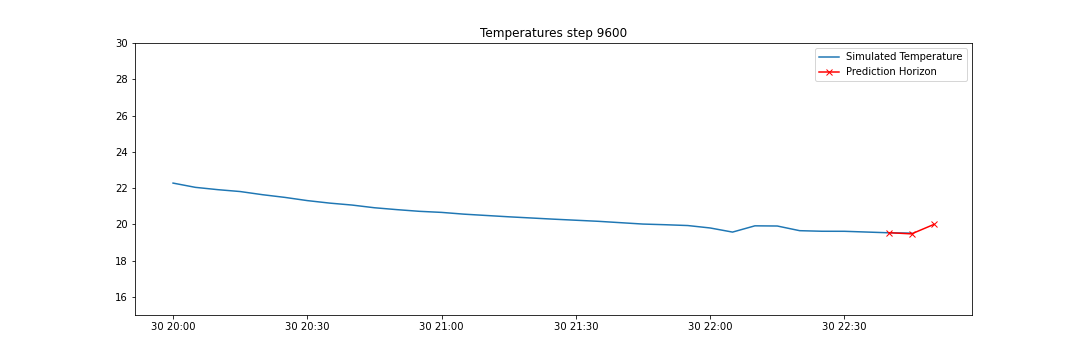 Temperatures step 9600
30
28
26
24
22
20
18
16
Simulated Temperature
Prediction Horizon
30 20:00 30 20:30 30 21:00 30 21:30 30 22:00 30 22:30